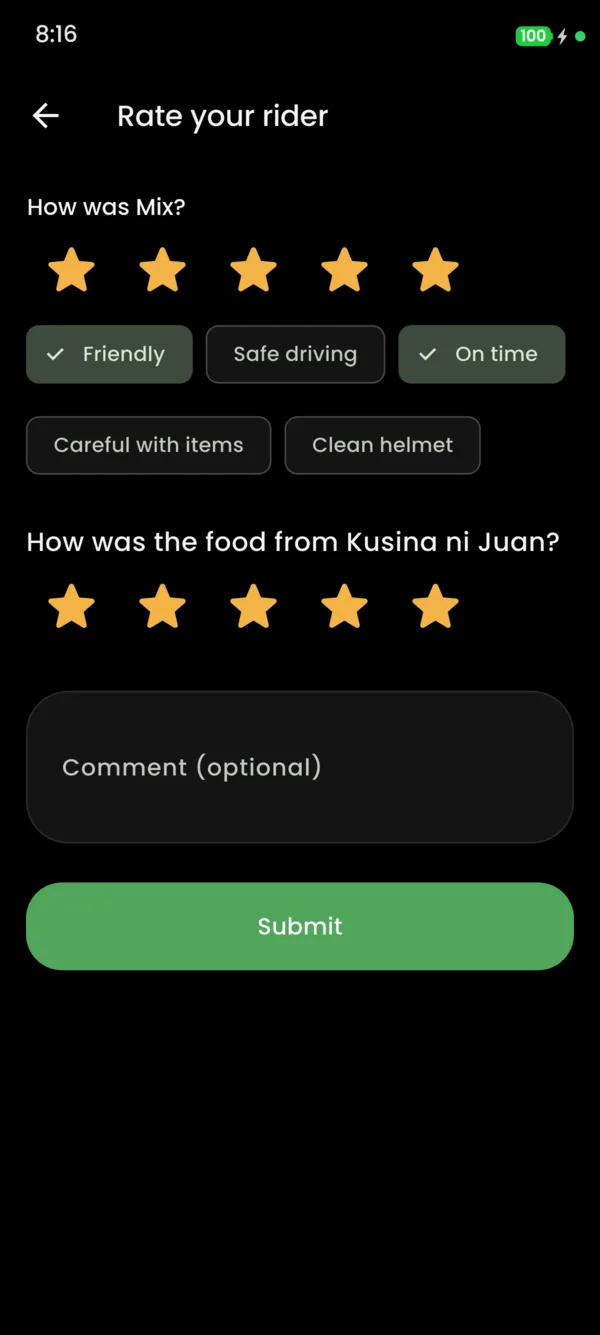 8:16
100
Rate your rider
How was Mix?
Friendly
Safe driving
On time
Careful with items
Clean helmet
How was the food from Kusina ni Juan?
Comment (optional)
Submit